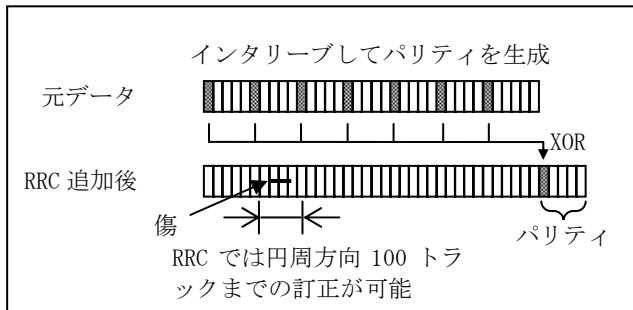 インタリーブしてパリティを生成
元データ
XOR
RRC 追加後
傷
パリティ
RRC では円周方向 100 トラ
ックまでの訂正が可能